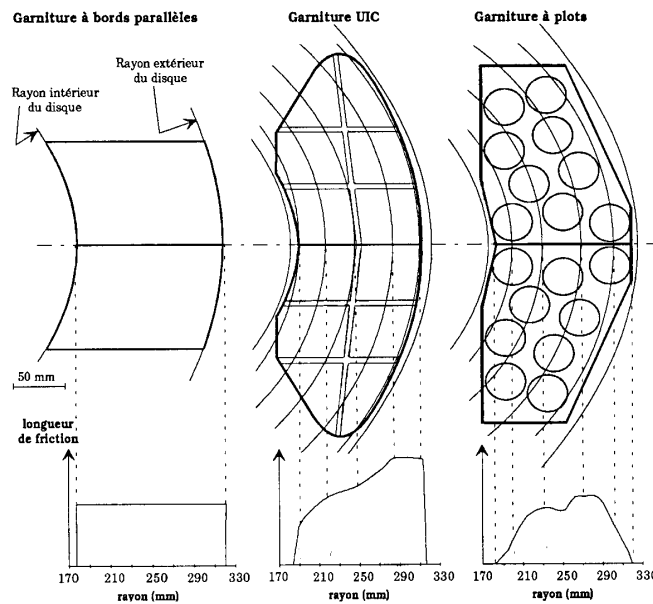 Garniture à bords parallèles
Garniture UIC
Garniture à plots
Rayon extérieur
du disque
Rayon intérieur
du disque
50 mm
longueur
de friction
170 210 250 290 330
rayon (mm)
170 210 250 290 330
rayon (mm)
170 210 250 290 330
rayon (mm)